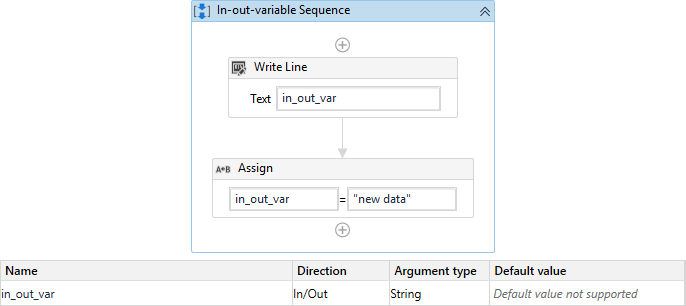 In-out-variable Sequence
Write Line
Text in_out_var
A+B Assign
in_out_var = "new data"
Name Direction Argument type Default value
in_out_var In/Out String Default value not supported